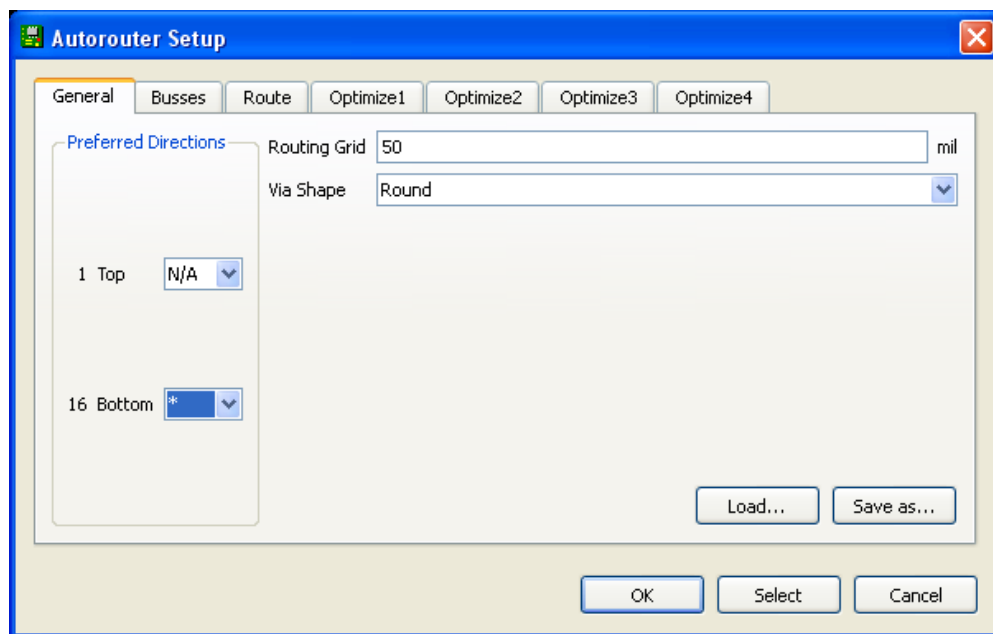 Autorouter Setup
General Busses Route Optimize1 Optimize2 Optimize3 Optimize4
Preferred Directions
Routing Grid 50 mil
Via Shape Round
1 Top N/A
16 Bottom *
Load... Save as...
OK Select Cancel